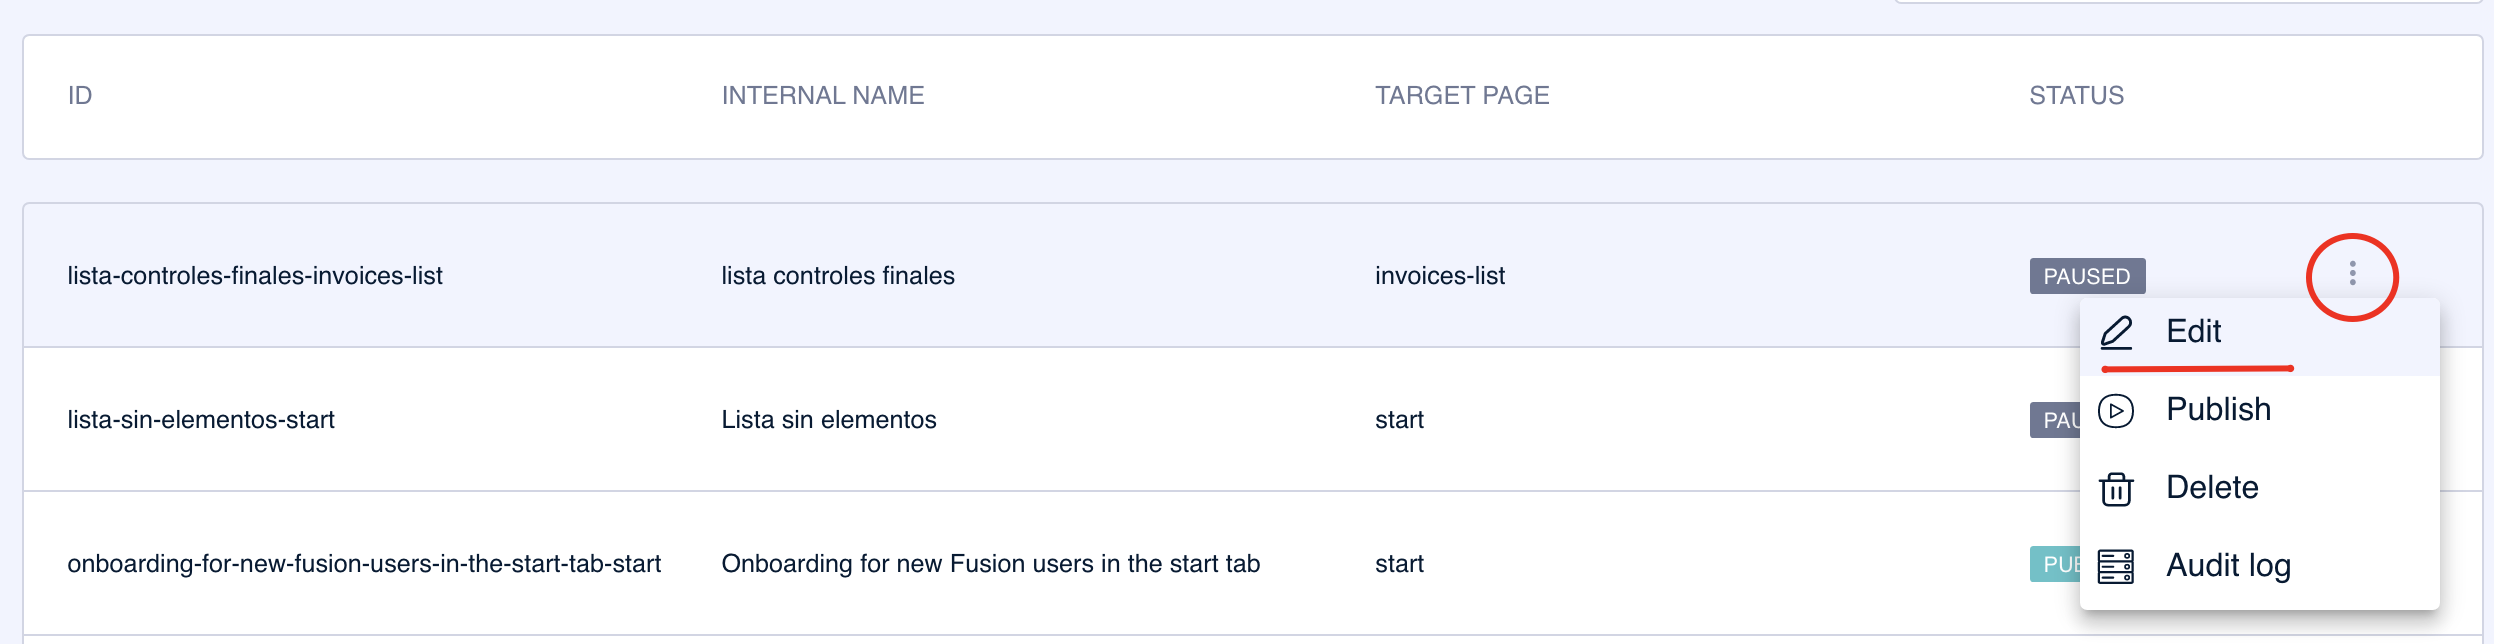 ID INTERNAL NAME TARGET PAGE STATUS
lista-controles-finales-invoices-list lista controles finales invoices-list PAUSED
Edit
lista-sin-elementos-start Lista sin elementos start PAU
Publish
Delete
onboarding-for-new-fusion-users-in-the-start-tab-start Onboarding for new Fusion users in the start tab start PUB
Audit log